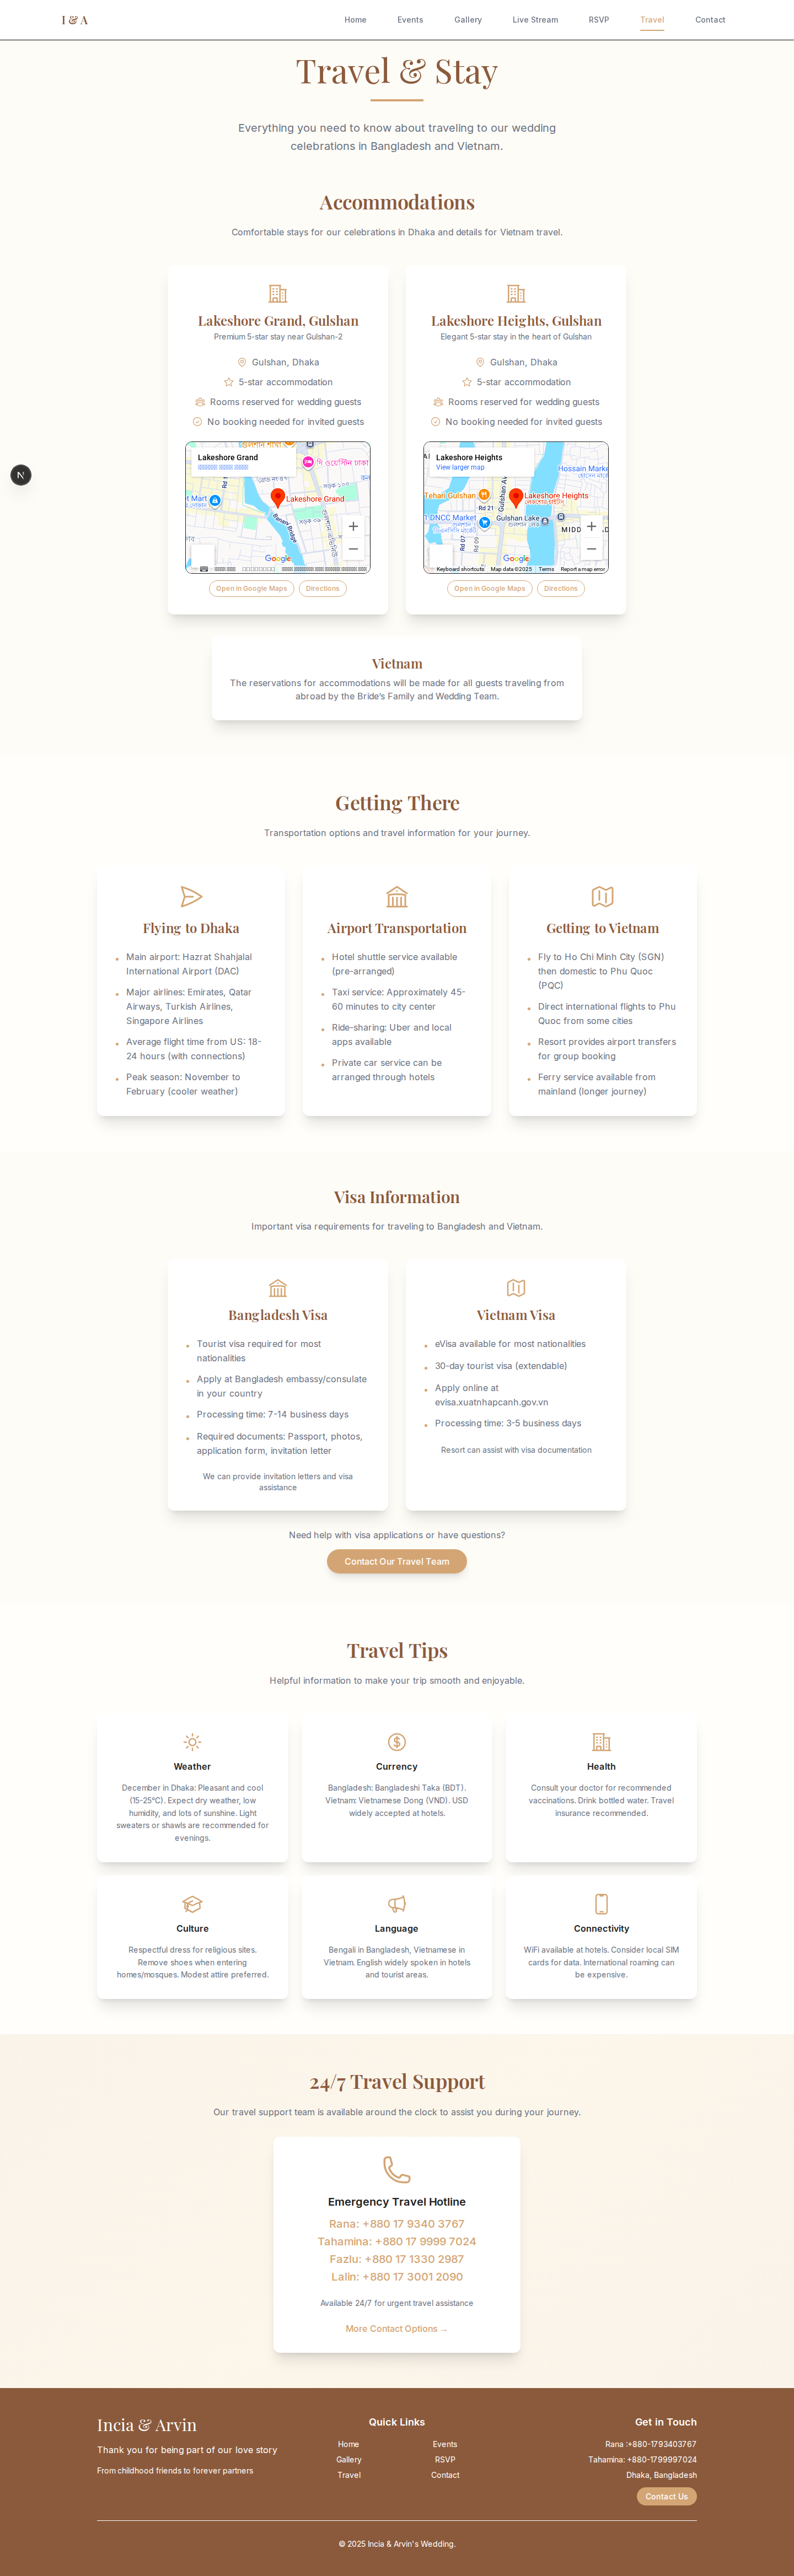 I & A
Home
Events
Gallery
Live Stream
RSVP
Travel
Contact
Travel & Stay
Everything you need to know about traveling to our wedding
celebrations in Bangladesh and Vietnam.
Accommodations
Comfortable stays for our celebrations in Dhaka and details for Vietnam travel.
Lakeshore Grand, Gulshan
Premium 5-star stay near Gulshan-2
Gulshan, Dhaka
5-star accommodation
Rooms reserved for wedding guests
No booking needed for invited guests
Lakeshore Grand
Lakeshore Grand
Banani Bridge
Google
Open in Google Maps
Directions
Lakeshore Heights, Gulshan
Elegant 5-star stay in the heart of Gulshan
Gulshan, Dhaka
5-star accommodation
Rooms reserved for wedding guests
No booking needed for invited guests
Lakeshore Heights
View larger map
Hossain Market
Tehari Gulshan
Rd 21
Lakeshore Heights
Gulshan Lake
Rd 07
Rd 09
Google
Keyboard shortcuts
Map data ©2025
Terms
Report a map error
Open in Google Maps
Directions
Vietnam
The reservations for accommodations will be made for all guests traveling from
abroad by the Bride's Family and Wedding Team.
Getting There
Transportation options and travel information for your journey.
Flying to Dhaka
Main airport: Hazrat Shahjalal
International Airport (DAC)
Major airlines: Emirates, Qatar
Airways, Turkish Airlines,
Singapore Airlines
Average flight time from US: 18-
24 hours (with connections)
Peak season: November to
February (cooler weather)
Airport Transportation
Hotel shuttle service available
(pre-arranged)
Taxi service: Approximately 45-
60 minutes to city center
Ride-sharing: Uber and local
apps available
Private car service can be
arranged through hotels
Getting to Vietnam
Fly to Ho Chi Minh City (SGN)
then domestic to Phu Quoc
(PQC)
Direct international flights to Phu
Quoc from some cities
Resort provides airport transfers
for group booking
Ferry service available from
mainland (longer journey)
Visa Information
Important visa requirements for traveling to Bangladesh and Vietnam.
Bangladesh Visa
Tourist visa required for most
nationalities
Apply at Bangladesh embassy/consulate
in your country
Processing time: 7-14 business days
Required documents: Passport, photos,
application form, invitation letter
We can provide invitation letters and visa
assistance
Vietnam Visa
eVisa available for most nationalities
30-day tourist visa (extendable)
Apply online at
evisa.xuatnhapcanh.gov.vn
Processing time: 3-5 business days
Resort can assist with visa documentation
Need help with visa applications or have questions?
Contact Our Travel Team
Travel Tips
Helpful information to make your trip smooth and enjoyable.
Weather
December in Dhaka: Pleasant and cool
(15-25°C). Expect dry weather, low
humidity, and lots of sunshine. Light
sweaters or shawls are recommended for
evenings.
Currency
Bangladesh: Bangladeshi Taka (BDT).
Vietnam: Vietnamese Dong (VND). USD
widely accepted at hotels.
Health
Consult your doctor for recommended
vaccinations. Drink bottled water. Travel
insurance recommended.
Culture
Respectful dress for religious sites.
Remove shoes when entering
homes/mosques. Modest attire preferred.
Language
Bengali in Bangladesh, Vietnamese in
Vietnam. English widely spoken in hotels
and tourist areas.
Connectivity
WiFi available at hotels. Consider local SIM
cards for data. International roaming can
be expensive.
24/7 Travel Support
Our travel support team is available around the clock to assist you during your journey.
Emergency Travel Hotline
Rana: +880 17 9340 3767
Tahamina: +880 17 9999 7024
Fazlu: +880 17 1330 2987
Lalin: +880 17 3001 2090
Available 24/7 for urgent travel assistance
More Contact Options →
Incia & Arvin
Thank you for being part of our love story
From childhood friends to forever partners
Quick Links
Home
Events
Gallery
RSVP
Travel
Contact
Get in Touch
Rana :+880-1793403767
Tahamina: +880-1799997024
Dhaka, Bangladesh
Contact Us
© 2025 Incia & Arvin's Wedding.